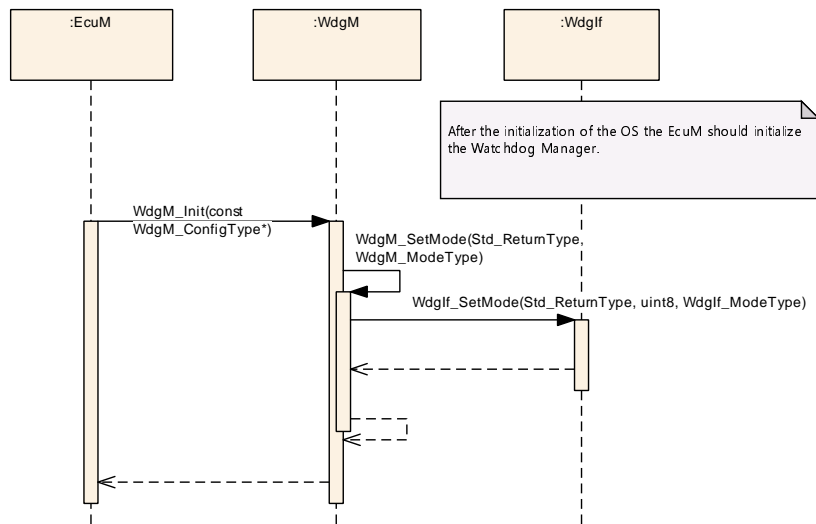 :EcuM
:WdgM
:WdgIf
After the initialization of the OS the EcuM should initialize
the Watchdog Manager.
WdgM_Init(const
WdgM_ConfigType*)
WdgM_SetMode(Std_ReturnType,
WdgM_ModeType)
WdgIf_SetMode(Std_ReturnType, uint8, WdgIf_ModeType)